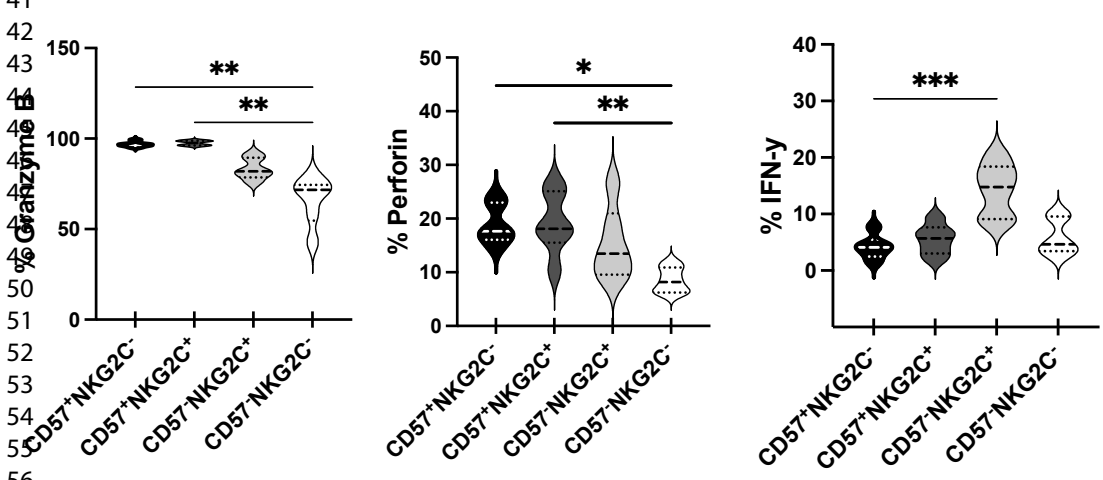 41
42
43
44
45
46
47
48
49
50
51
52
53
54
55
56
% Granzyme B
150
100
50
0
**
**
CD57⁺NKG2C⁻
CD57⁺NKG2C⁺
CD57⁻NKG2C⁺
CD57⁻NKG2C⁻
% Perforin
50
40
30
20
10
0
*
**
CD57⁺NKG2C⁻
CD57⁺NKG2C⁺
CD57⁻NKG2C⁺
CD57⁻NKG2C⁻
% IFN-y
40
30
20
10
0
***
CD57⁺NKG2C⁻
CD57⁺NKG2C⁺
CD57⁻NKG2C⁺
CD57⁻NKG2C⁻